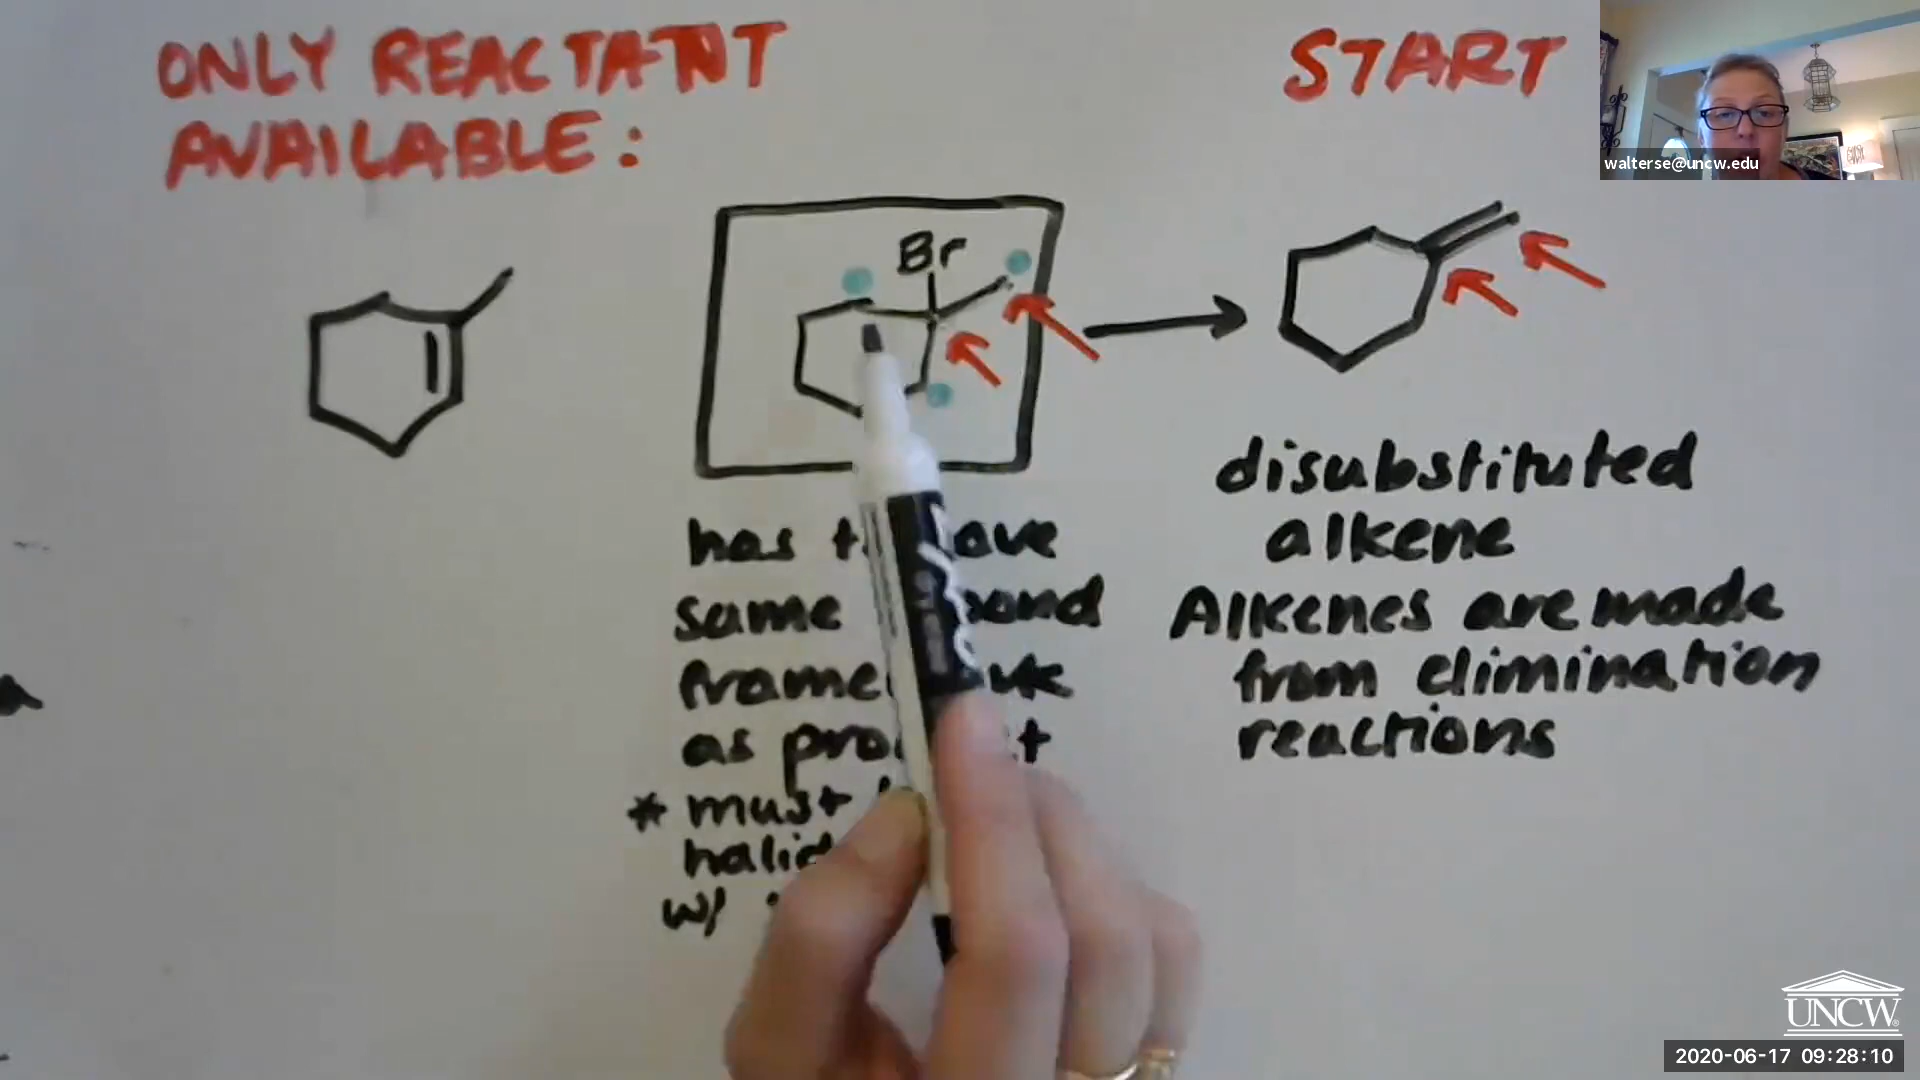 ONLY REACTANT
AVAILABLE:
START
walterse@uncw.edu
Br
has
same
as
* must
w/
disubstituted
alkene
Alkenes are made
from elimination
reactions
UNCW
2020-06-17 09:28:10